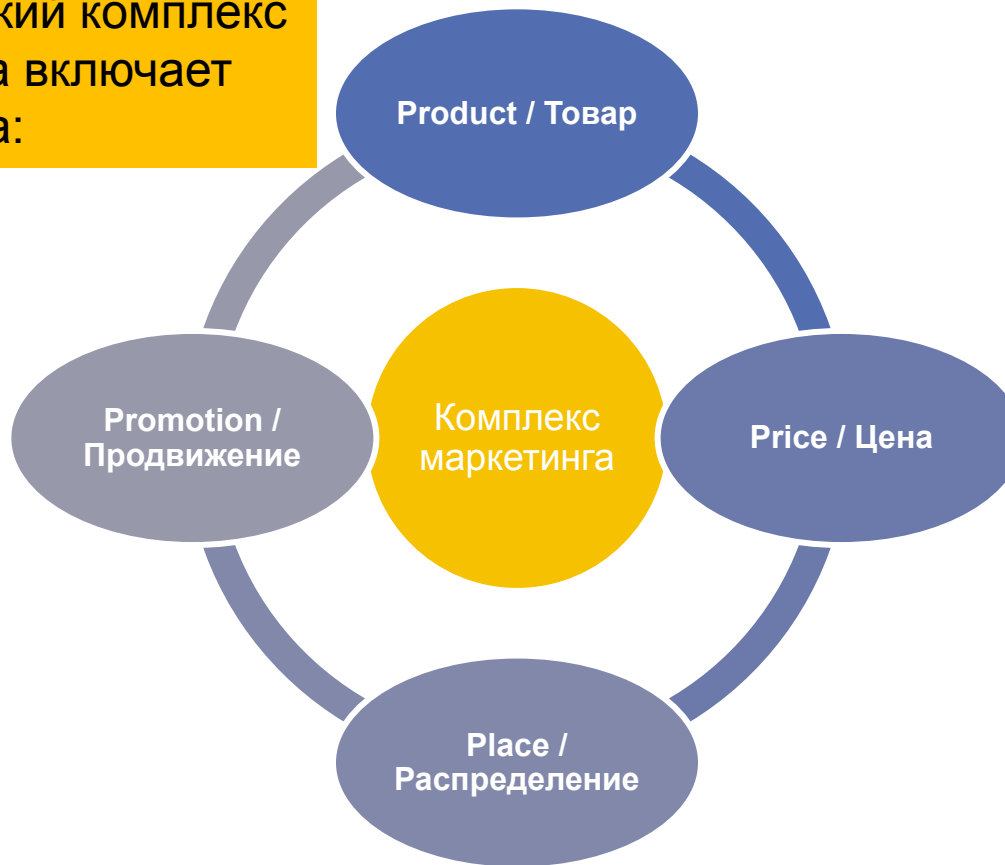 комплекс
включает
Product / Товар
Promotion /
Продвижение
Комплекс
маркетинга
Price / Цена
Place /
Распределение